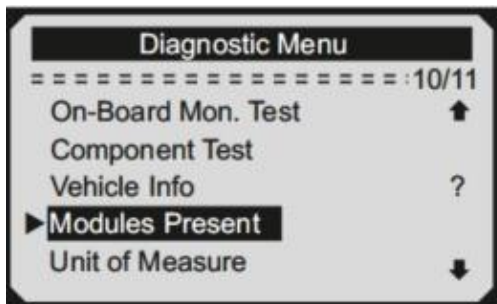 Diagnostic Menu
= = = = = = = = = = = = = = = = = :10/11
On-Board Mon. Test
Component Test
Vehicle Info ?
Modules Present
Unit of Measure